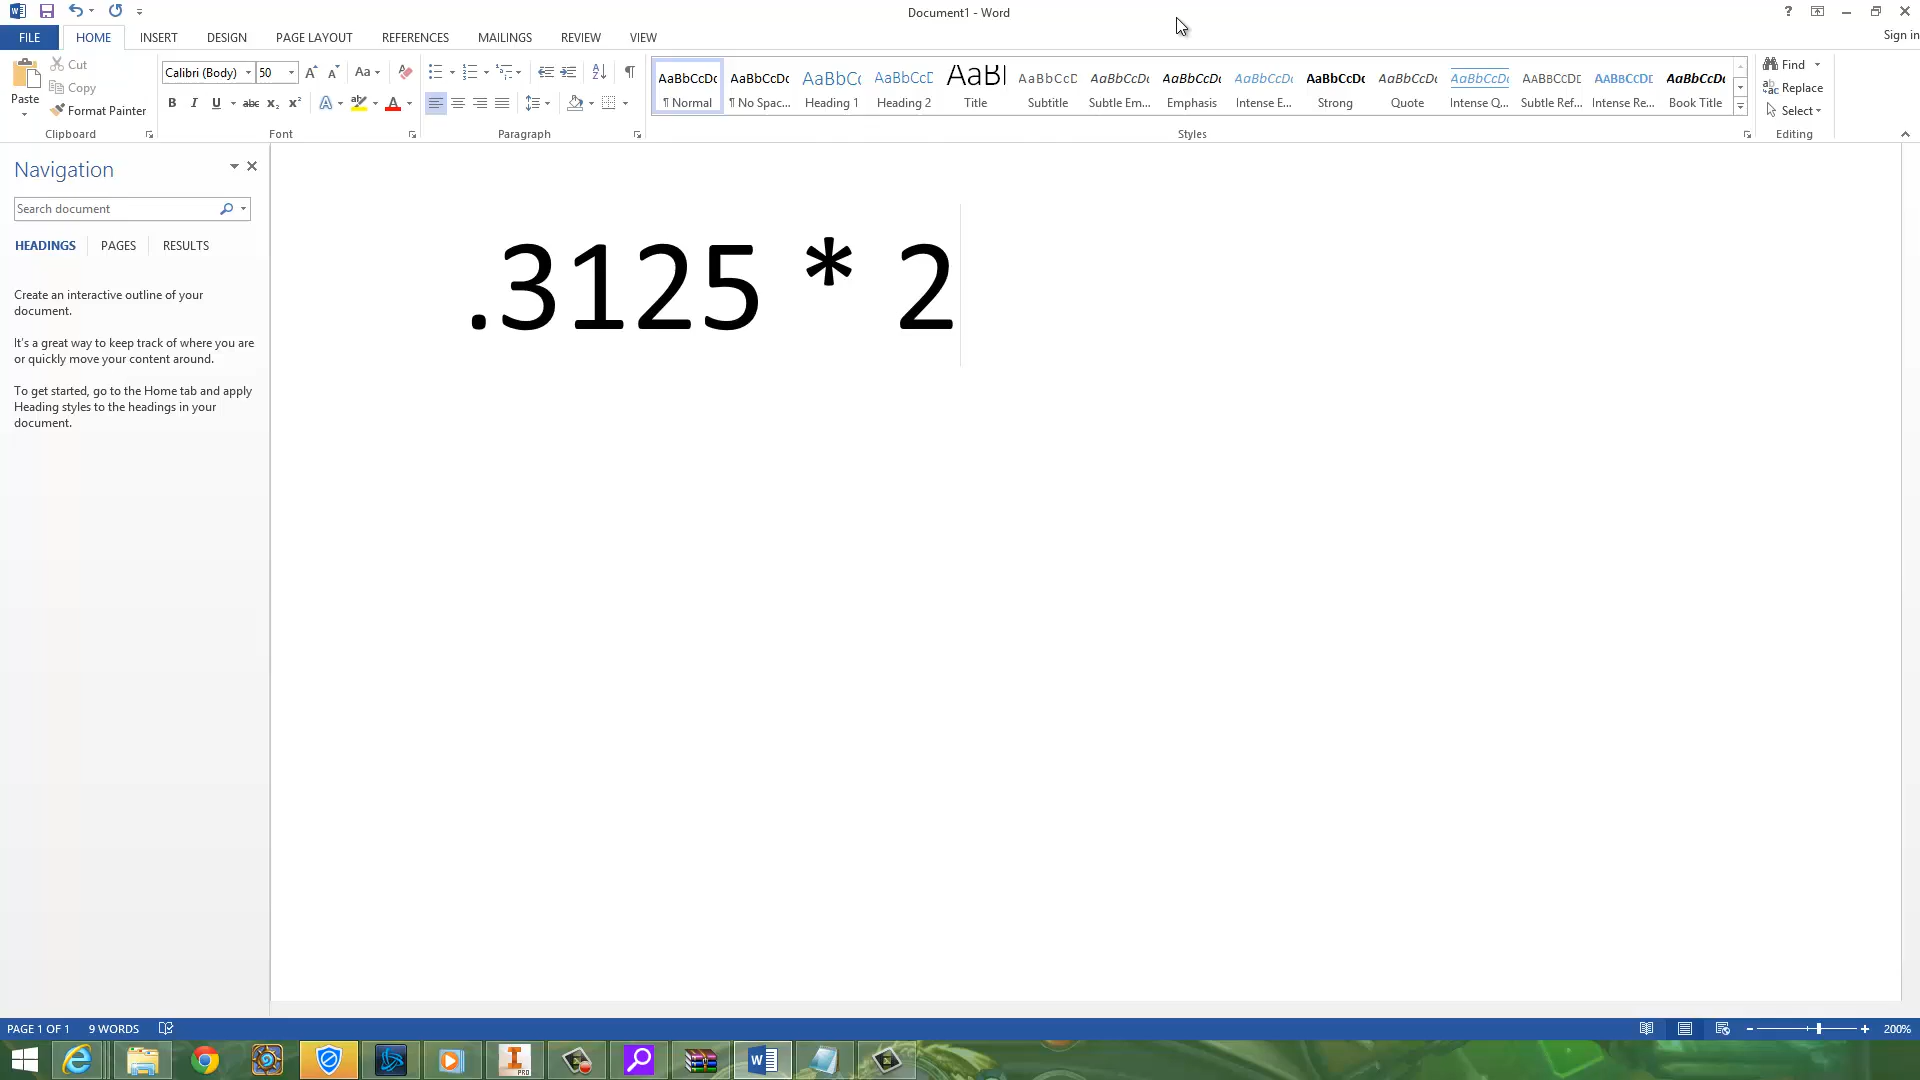 Document1 - Word
Sign in
FILE HOME INSERT DESIGN PAGE LAYOUT REFERENCES MAILINGS REVIEW VIEW
Paste
Cut
Copy
Format Painter
Clipboard
Calibri (Body) 50
Font
Paragraph
AaBbCcDc AaBbCcDc AaBbCc AaBbCcD AaBl AaBbCcD AaBbCcDc AaBbCcDc AaBbCcDc AaBbCcDc AaBbCcDc AaBbCcDc AABBCCDD AABBCCDD AaBbCcDc
¶ Normal ¶ No Spac... Heading 1 Heading 2 Title Subtitle Subtle Em... Emphasis Intense E... Strong Quote Intense Q... Subtle Ref... Intense Re... Book Title
Styles
Find
Replace
Select
Editing
Navigation
Search document
HEADINGS PAGES RESULTS
Create an interactive outline of your
document.
It's a great way to keep track of where you are
or quickly move your content around.
To get started, go to the Home tab and apply
Heading styles to the headings in your
document.
.3125 * 2
PAGE 1 OF 1 9 WORDS 200%